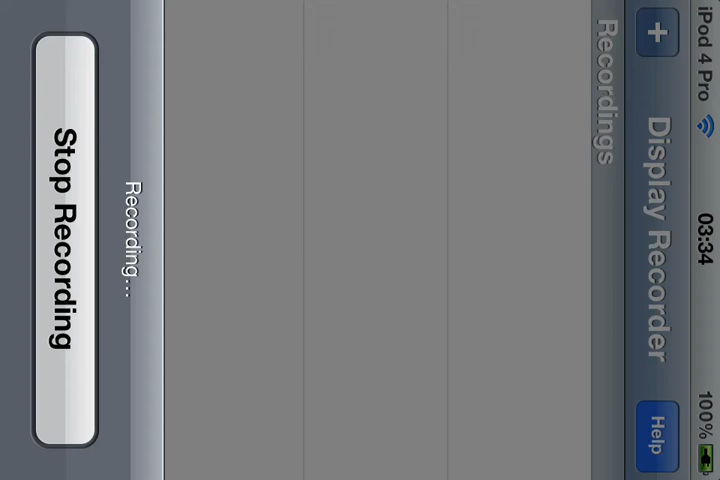 iPod 4 Pro 03:34 100%
+ Display Recorder Help
Recordings
Recording...
Stop Recording